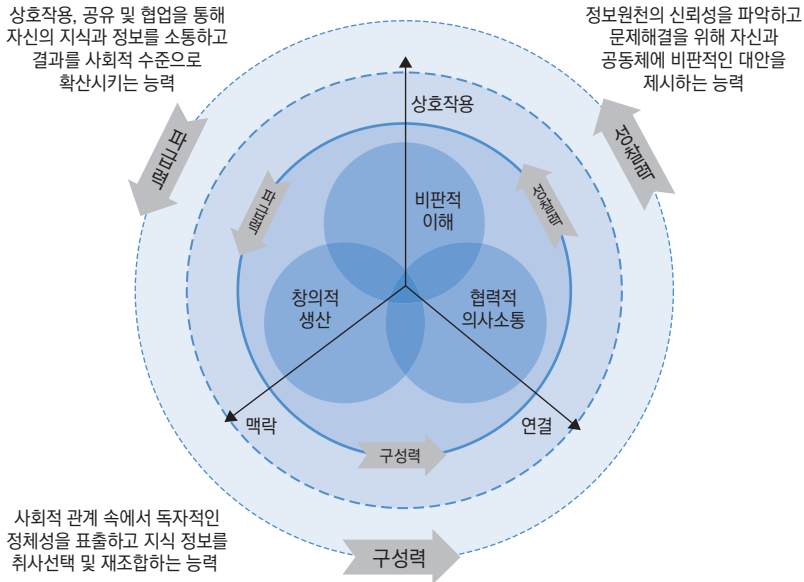 상호작용, 공유 및 협업을 통해
자신의 지식과 정보를 소통하고
결과를 사회적 수준으로
확산시키는 능력
정보원천의 신뢰성을 파악하고
문제해결을 위해 자신과
공동체에 비판적인 대안을
제시하는 능력
파급력
성찰력
상호작용
파급력
성찰력
비판적
이해
창의적
생산
협력적
의사소통
맥락
연결
구성력
사회적 관계 속에서 독자적인
정체성을 표출하고 지식 정보를
취사선택 및 재조합하는 능력
구성력